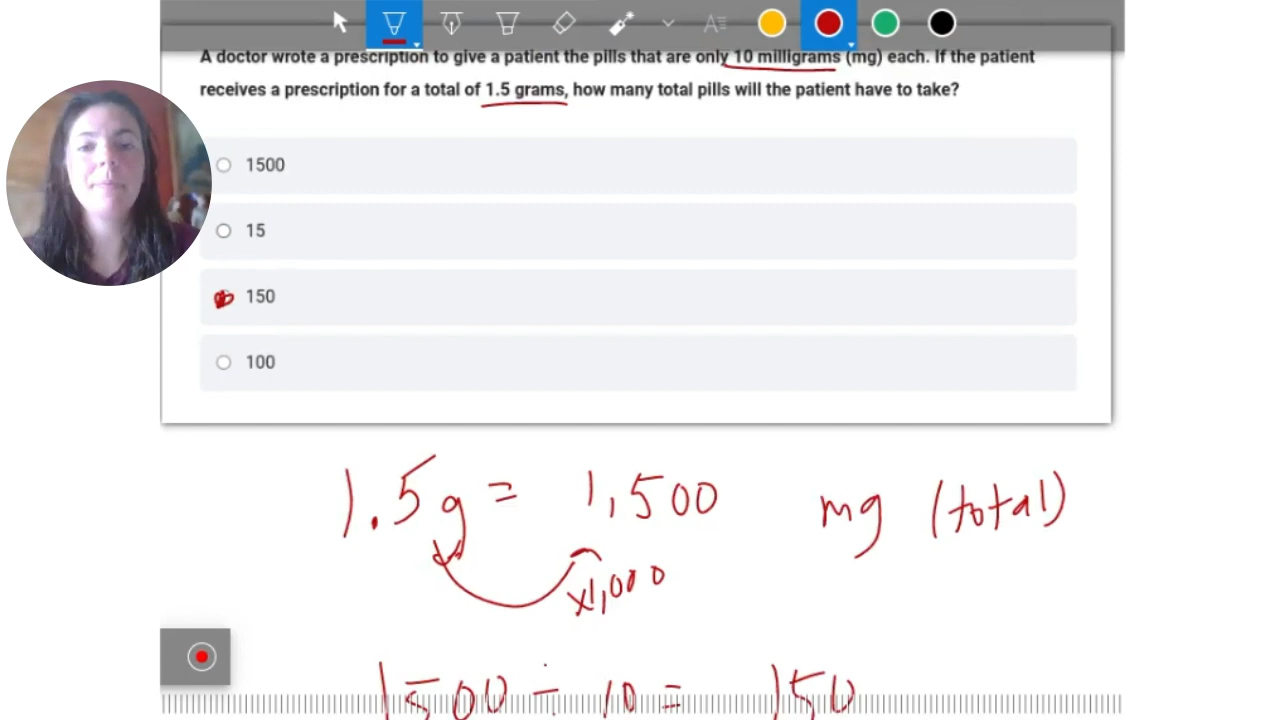 A doctor wrote a prescription to give a patient the pills that are only 10 milligrams (mg) each. If the patient
receives a prescription for a total of 1.5 grams, how many total pills will the patient have to take?
1500
15
150
100
1.5g = 1,500 mg (total)
x1,000
1500 ÷ 10 = 150